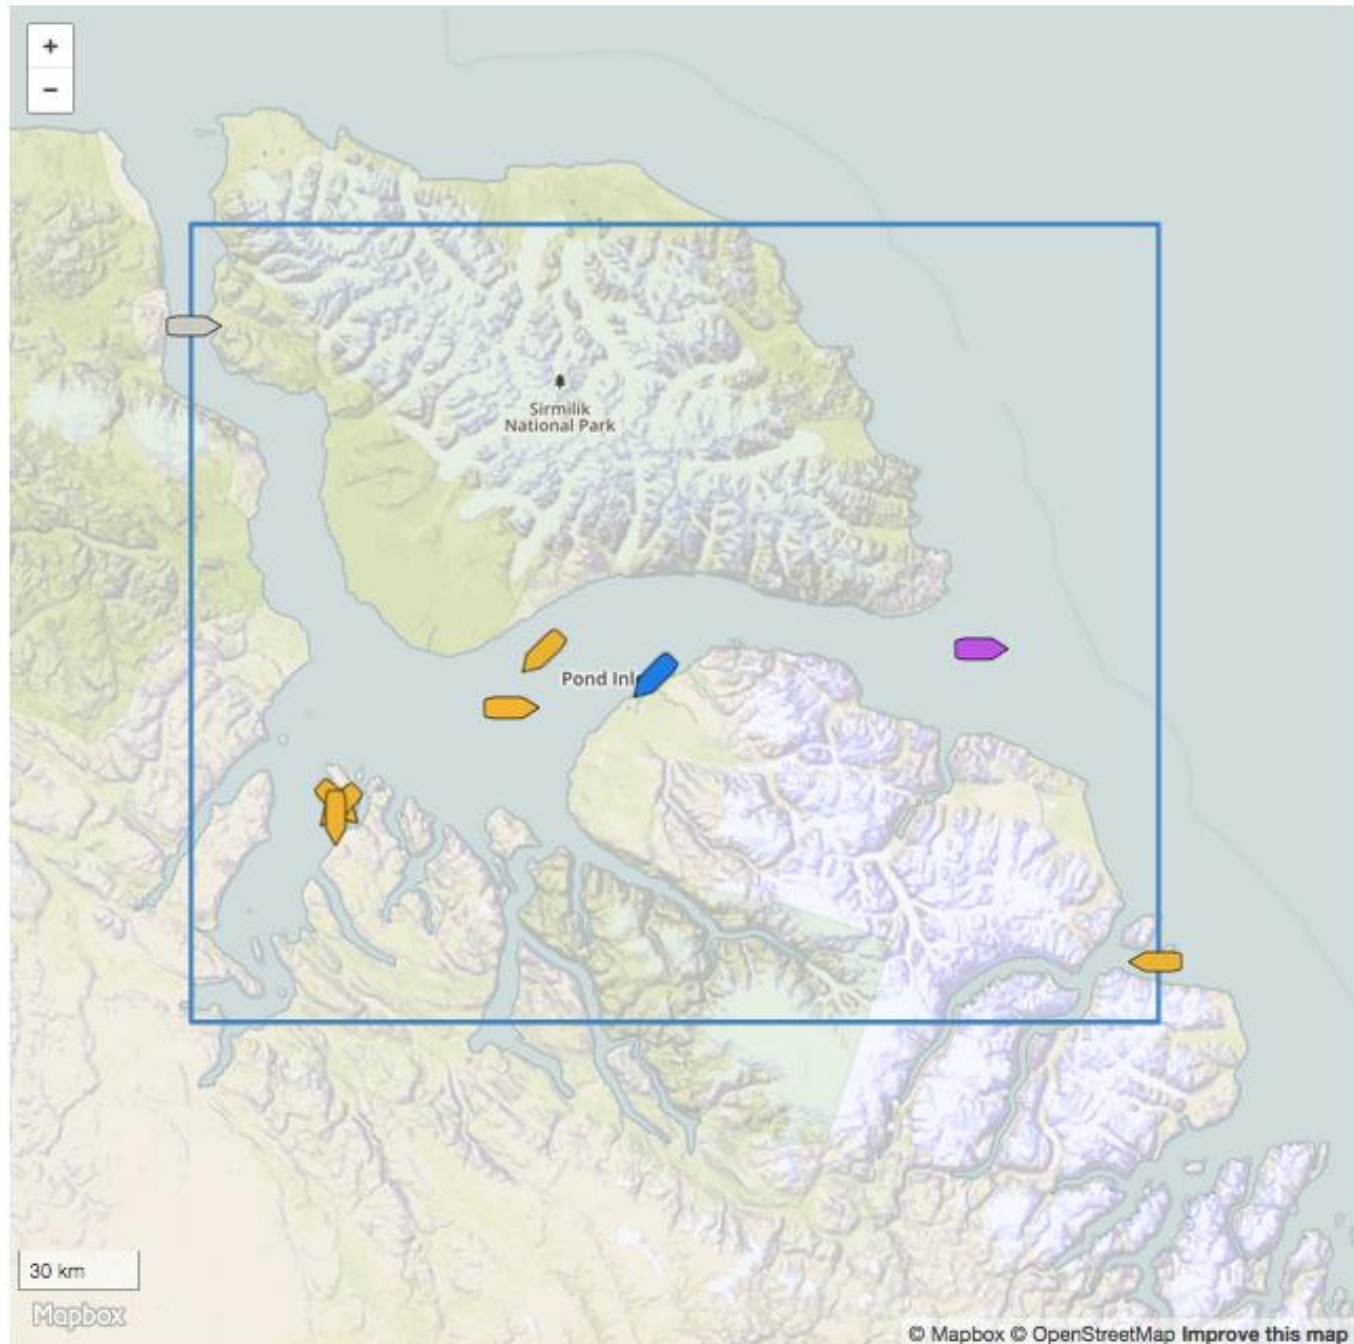 +
−
Sirmilik
National Park
Pond Inl
30 km
Mapbox
© Mapbox © OpenStreetMap Improve this map